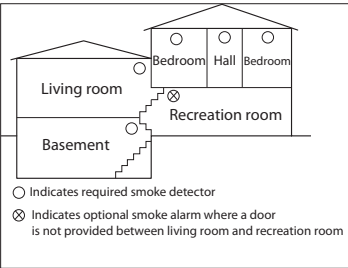 Bedroom Hall Bedroom
Living room
Recreation room
Basement
Indicates required smoke detector
Indicates optional smoke alarm where a door
is not provided between living room and recreation room